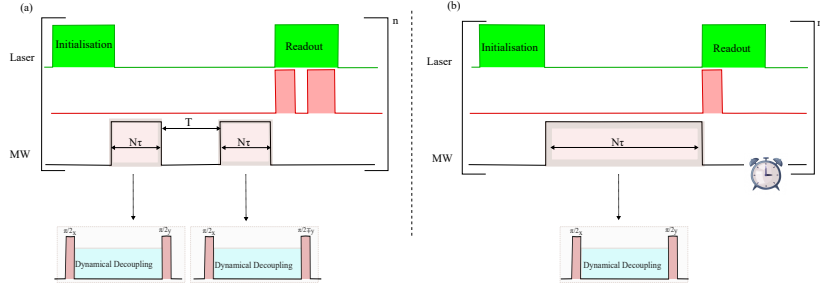 (a)
n
Initialisation
Readout
Laser
T
Nτ
Nτ
MW
π/2x
π/2y
Dynamical Decoupling
π/2x
π/2∓y
Dynamical Decoupling
(b)
Initialisation
Readout
Laser
Nτ
MW
π/2x
π/2y
Dynamical Decoupling